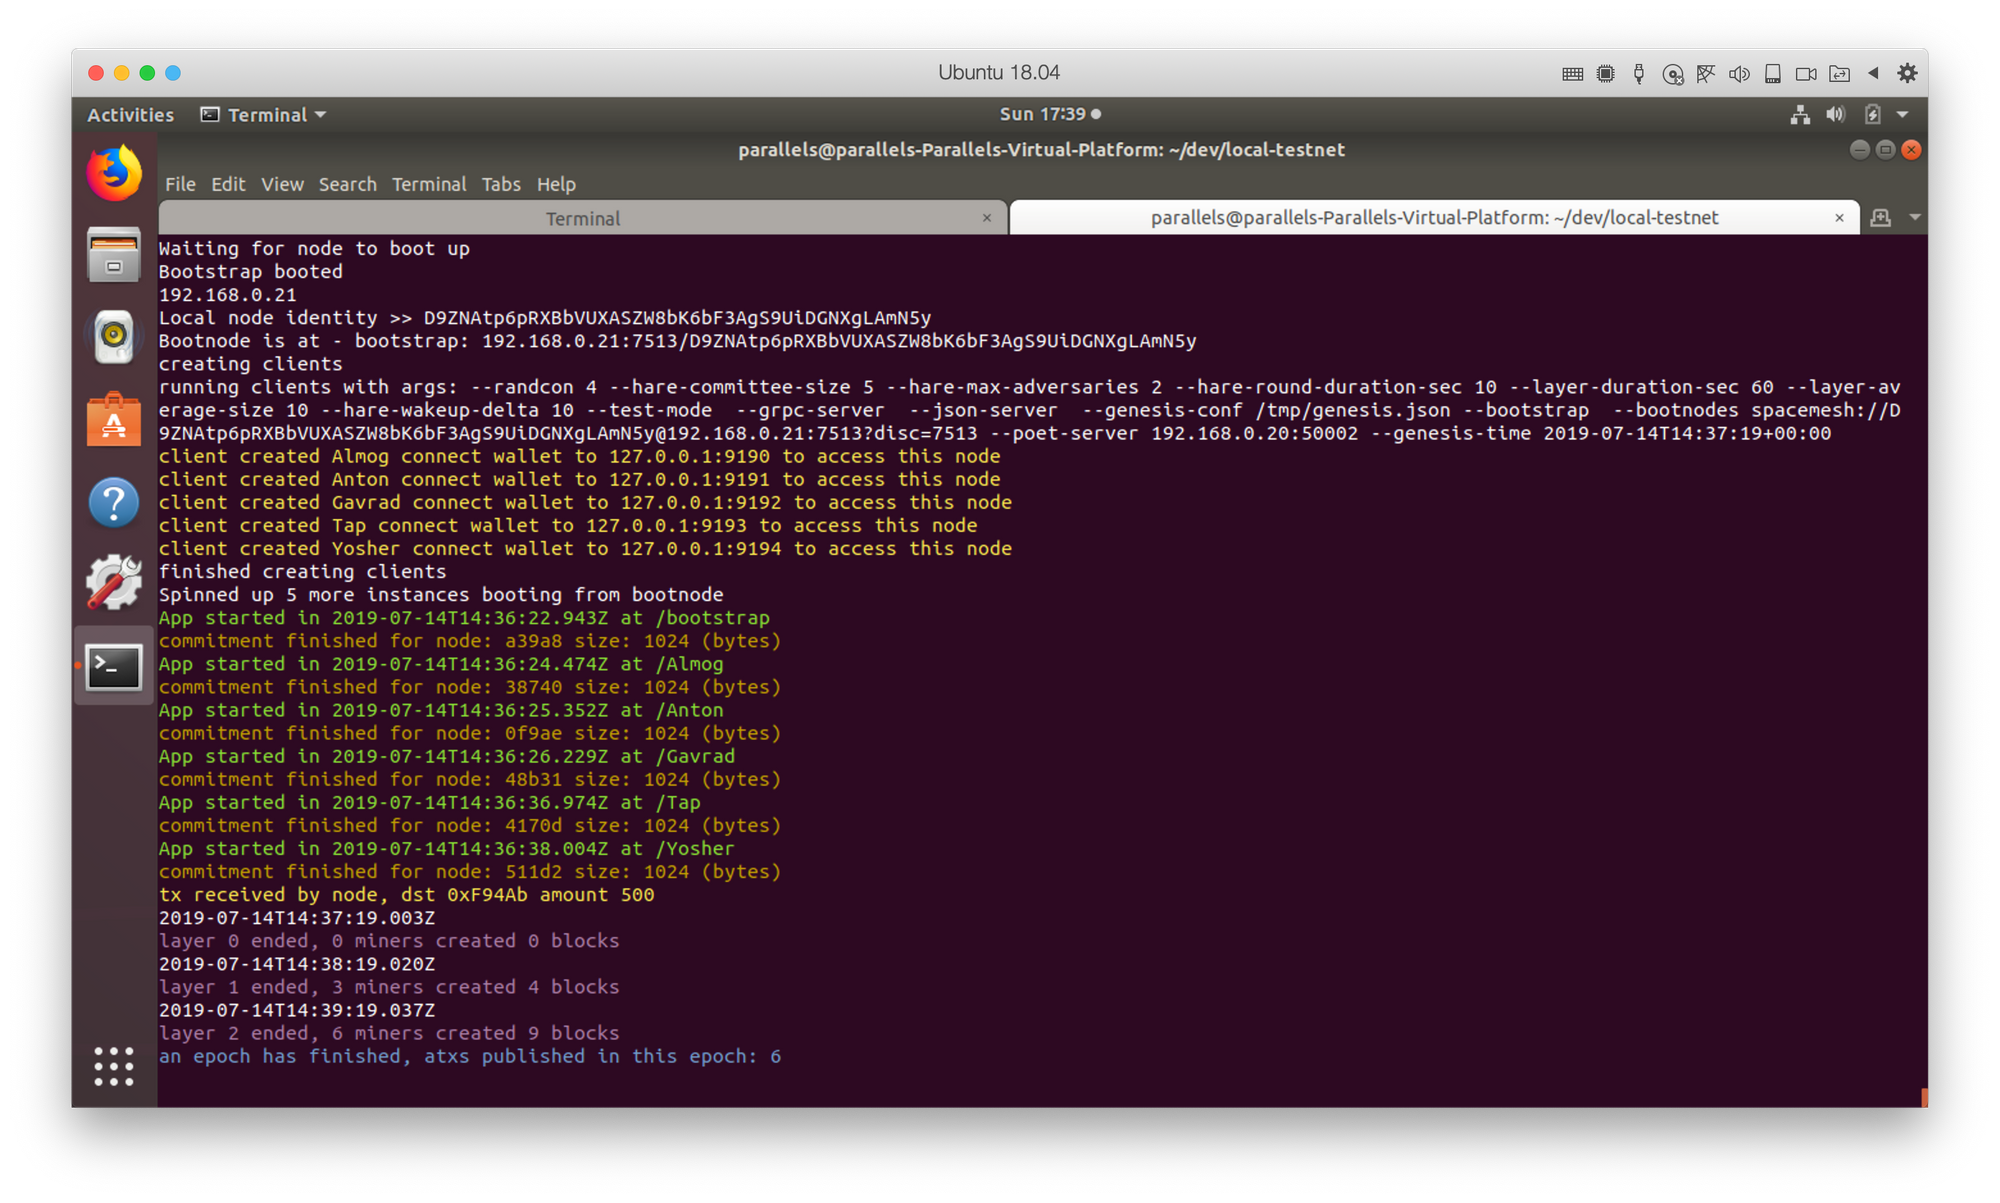 Ubuntu 18.04
Activities Terminal Sun 17:39
parallels@parallels-Parallels-Virtual-Platform: ~/dev/local-testnet
File Edit View Search Terminal Tabs Help
Terminal × parallels@parallels-Parallels-Virtual-Platform: ~/dev/local-testnet ×
Waiting for node to boot up
Bootstrap booted
192.168.0.21
Local node identity >> D9ZNAtp6pRXBbVUXASZW8bK6bF3AgS9UiDGNXgLAmN5y
Bootnode is at - bootstrap: 192.168.0.21:7513/D9ZNAtp6pRXBbVUXASZW8bK6bF3AgS9UiDGNXgLAmN5y
creating clients
running clients with args: --randcon 4 --hare-committee-size 5 --hare-max-adversaries 2 --hare-round-duration-sec 10 --layer-duration-sec 60 --layer-av
erage-size 10 --hare-wakeup-delta 10 --test-mode  --grpc-server  --json-server  --genesis-conf /tmp/genesis.json --bootstrap  --bootnodes spacemesh://D
9ZNAtp6pRXBbVUXASZW8bK6bF3AgS9UiDGNXgLAmN5y@192.168.0.21:7513?disc=7513 --poet-server 192.168.0.20:50002 --genesis-time 2019-07-14T14:37:19+00:00
client created Almog connect wallet to 127.0.0.1:9190 to access this node
client created Anton connect wallet to 127.0.0.1:9191 to access this node
client created Gavrad connect wallet to 127.0.0.1:9192 to access this node
client created Tap connect wallet to 127.0.0.1:9193 to access this node
client created Yosher connect wallet to 127.0.0.1:9194 to access this node
finished creating clients
Spinned up 5 more instances booting from bootnode
App started in 2019-07-14T14:36:22.943Z at /bootstrap
commitment finished for node: a39a8 size: 1024 (bytes)
App started in 2019-07-14T14:36:24.474Z at /Almog
commitment finished for node: 38740 size: 1024 (bytes)
App started in 2019-07-14T14:36:25.352Z at /Anton
commitment finished for node: 0f9ae size: 1024 (bytes)
App started in 2019-07-14T14:36:26.229Z at /Gavrad
commitment finished for node: 48b31 size: 1024 (bytes)
App started in 2019-07-14T14:36:36.974Z at /Tap
commitment finished for node: 4170d size: 1024 (bytes)
App started in 2019-07-14T14:36:38.004Z at /Yosher
commitment finished for node: 511d2 size: 1024 (bytes)
tx received by node, dst 0xF94Ab amount 500
2019-07-14T14:37:19.003Z
layer 0 ended, 0 miners created 0 blocks
2019-07-14T14:38:19.020Z
layer 1 ended, 3 miners created 4 blocks
2019-07-14T14:39:19.037Z
layer 2 ended, 6 miners created 9 blocks
an epoch has finished, atxs published in this epoch: 6